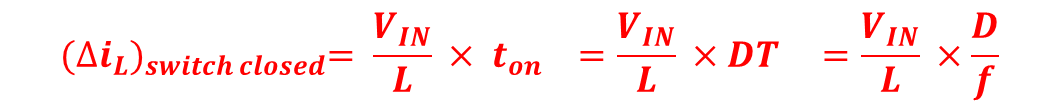 (Δi_L)_switch closed = V_IN/L × t_on = V_IN/L × DT = V_IN/L × D/f